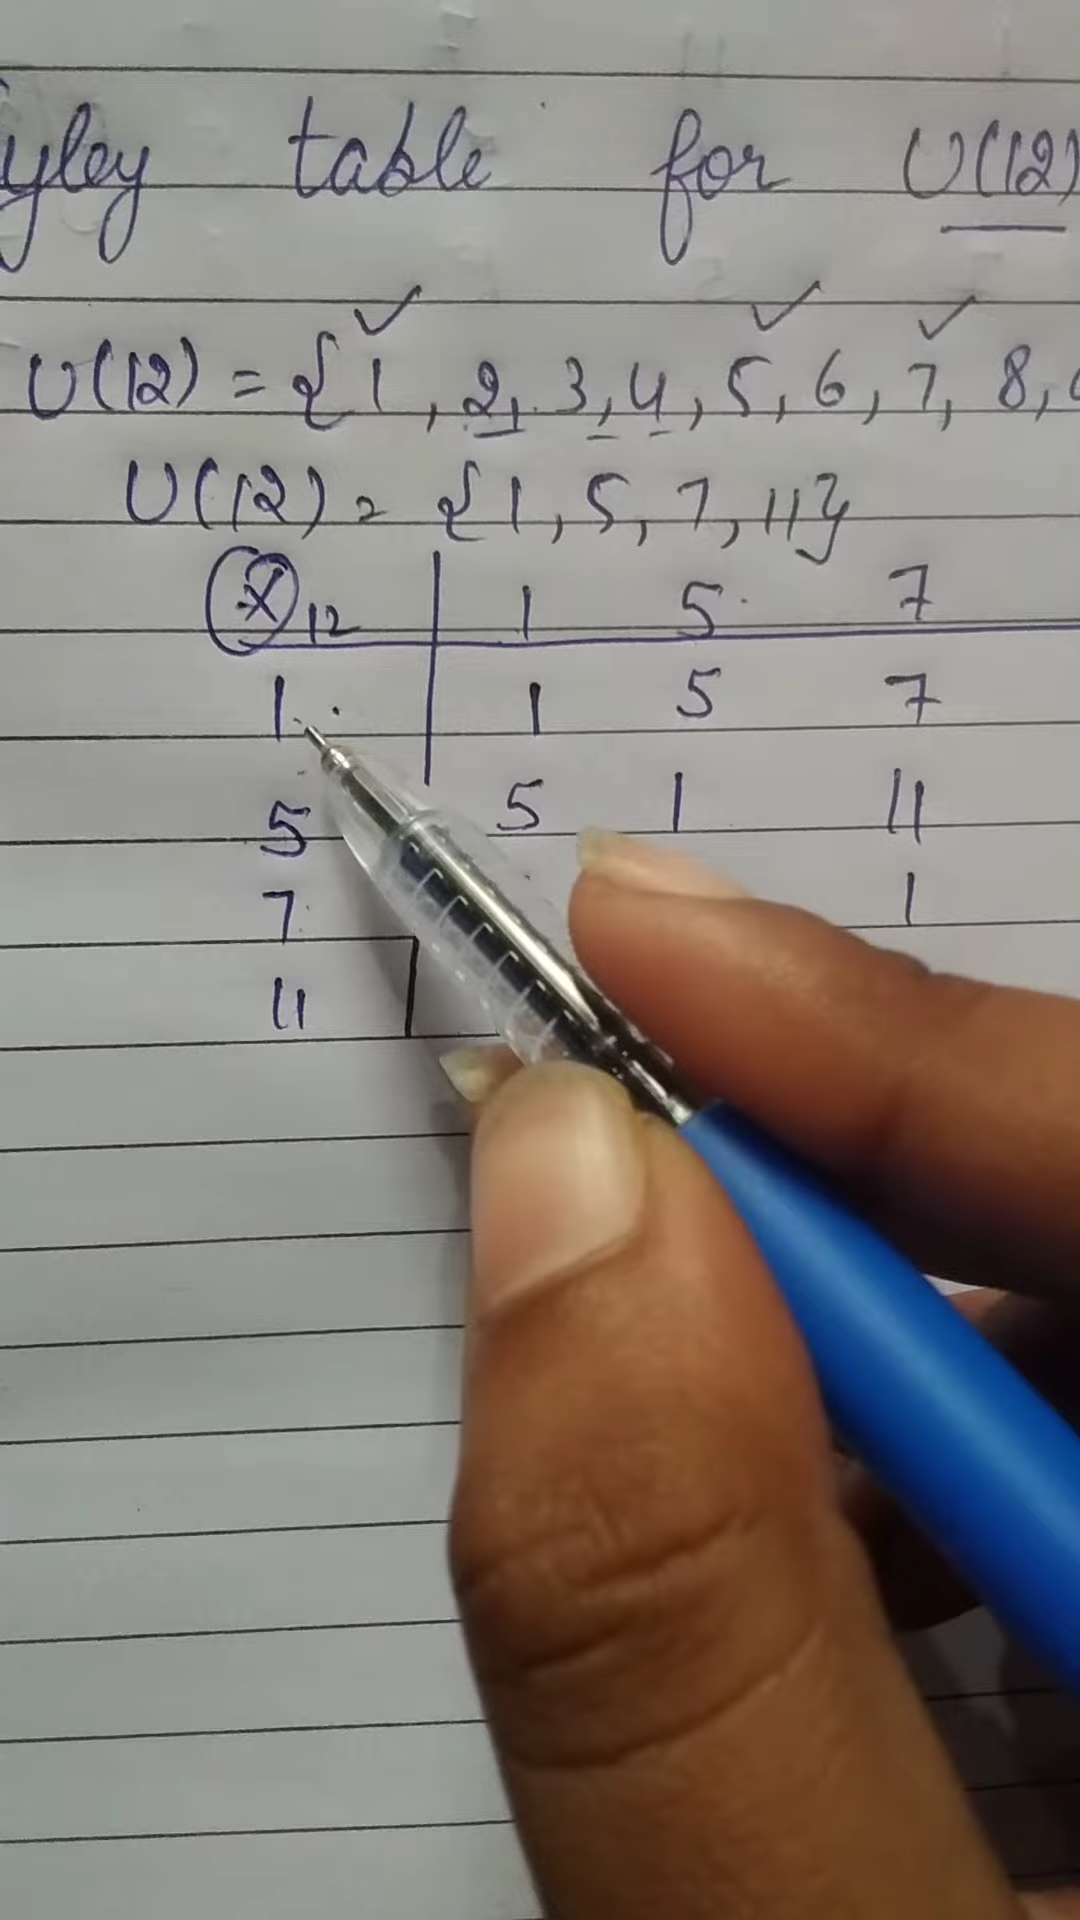 yley table for U(12)
U(12) = {1, 2, 3, 4, 5, 6, 7, 8,
U(12) = {1, 5, 7, 11}
X 12 1 5 7
1 1 5 7
5 5 1 11
7 1
11